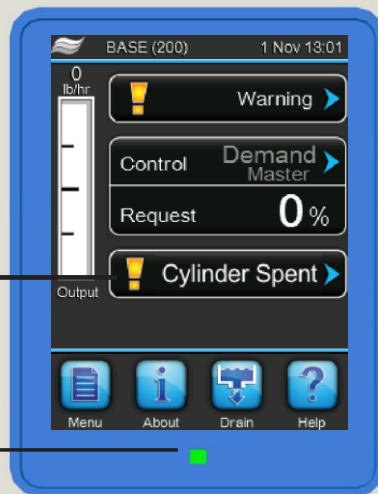 BASE (200) 1 Nov 13:01
0
lb/hr
Warning
Control Demand
Master
Request 0 %
Cylinder Spent
Output
Menu About Drain Help